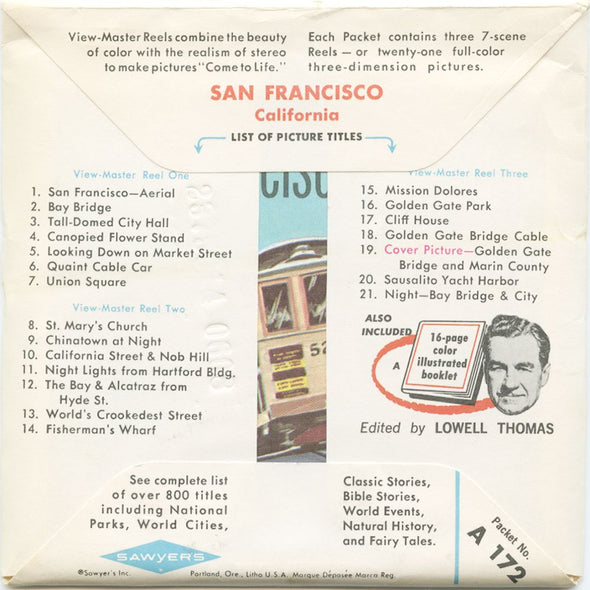 View-Master Reels combine the beauty
of color with the realism of stereo
to make pictures "Come to Life."
Each Packet contains three 7-scene
Reels — or twenty-one full-color
three-dimension pictures.
SAN FRANCISCO
California
LIST OF PICTURE TITLES
View-Master Reel One
1. San Francisco—Aerial
2. Bay Bridge
3. Tall-Domed City Hall
4. Canopied Flower Stand
5. Looking Down on Market Street
6. Quaint Cable Car
7. Union Square
View-Master Reel Two
8. St. Mary's Church
9. Chinatown at Night
10. California Street & Nob Hill
11. Night Lights from Hartford Bldg.
12. The Bay & Alcatraz from
Hyde St.
13. World's Crookedest Street
14. Fisherman's Wharf
CISC
52
View-Master Reel Three
15. Mission Dolores
16. Golden Gate Park
17. Cliff House
18. Golden Gate Bridge Cable
19. Cover Picture—Golden Gate
Bridge and Marin County
20. Sausalito Yacht Harbor
21. Night—Bay Bridge & City
ALSO
INCLUDED
A
16-page
color
illustrated
booklet
Edited by LOWELL THOMAS
See complete list
of over 800 titles
including National
Parks, World Cities,
Classic Stories,
Bible Stories,
World Events,
Natural History,
and Fairy Tales.
SAWYER'S
®Sawyer's Inc.
Portland, Ore., Litho U.S.A. Marque Déposée Marca Reg.
Packet No.
A 172